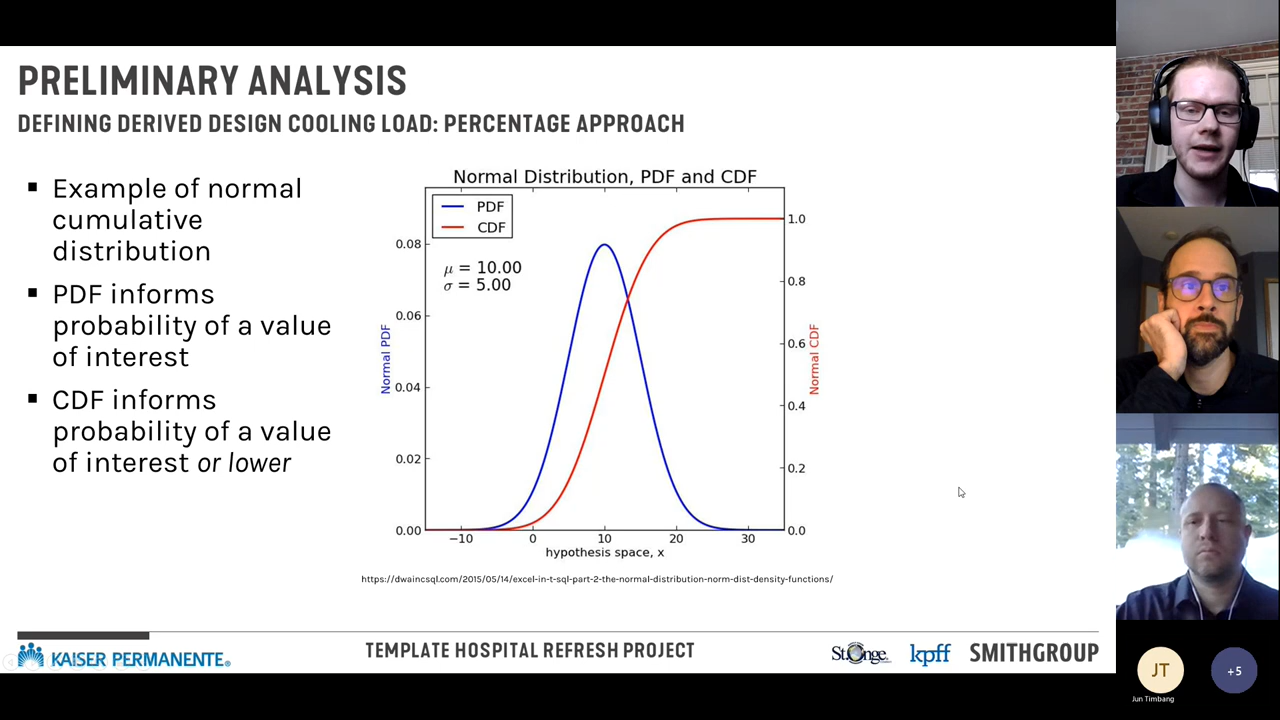 PRELIMINARY ANALYSIS
DEFINING DERIVED DESIGN COOLING LOAD: PERCENTAGE APPROACH
Example of normal
cumulative
distribution
PDF informs
probability of a value
of interest
CDF informs
probability of a value
of interest or lower
Normal Distribution, PDF and CDF
PDF
CDF
μ = 10.00
σ = 5.00
Normal PDF
0.08
0.06
0.04
0.02
0.00
1.0
0.8
0.6
0.4
0.2
0.0
Normal CDF
−10 0 10 20 30
hypothesis space, x
https://dwaincsql.com/2015/05/14/excel-in-t-sql-part-2-the-normal-distribution-norm-dist-density-functions/
KAISER PERMANENTE®
TEMPLATE HOSPITAL REFRESH PROJECT
St.Onge.
kpff
SMITHGROUP
JT
Jun Timbang
+5